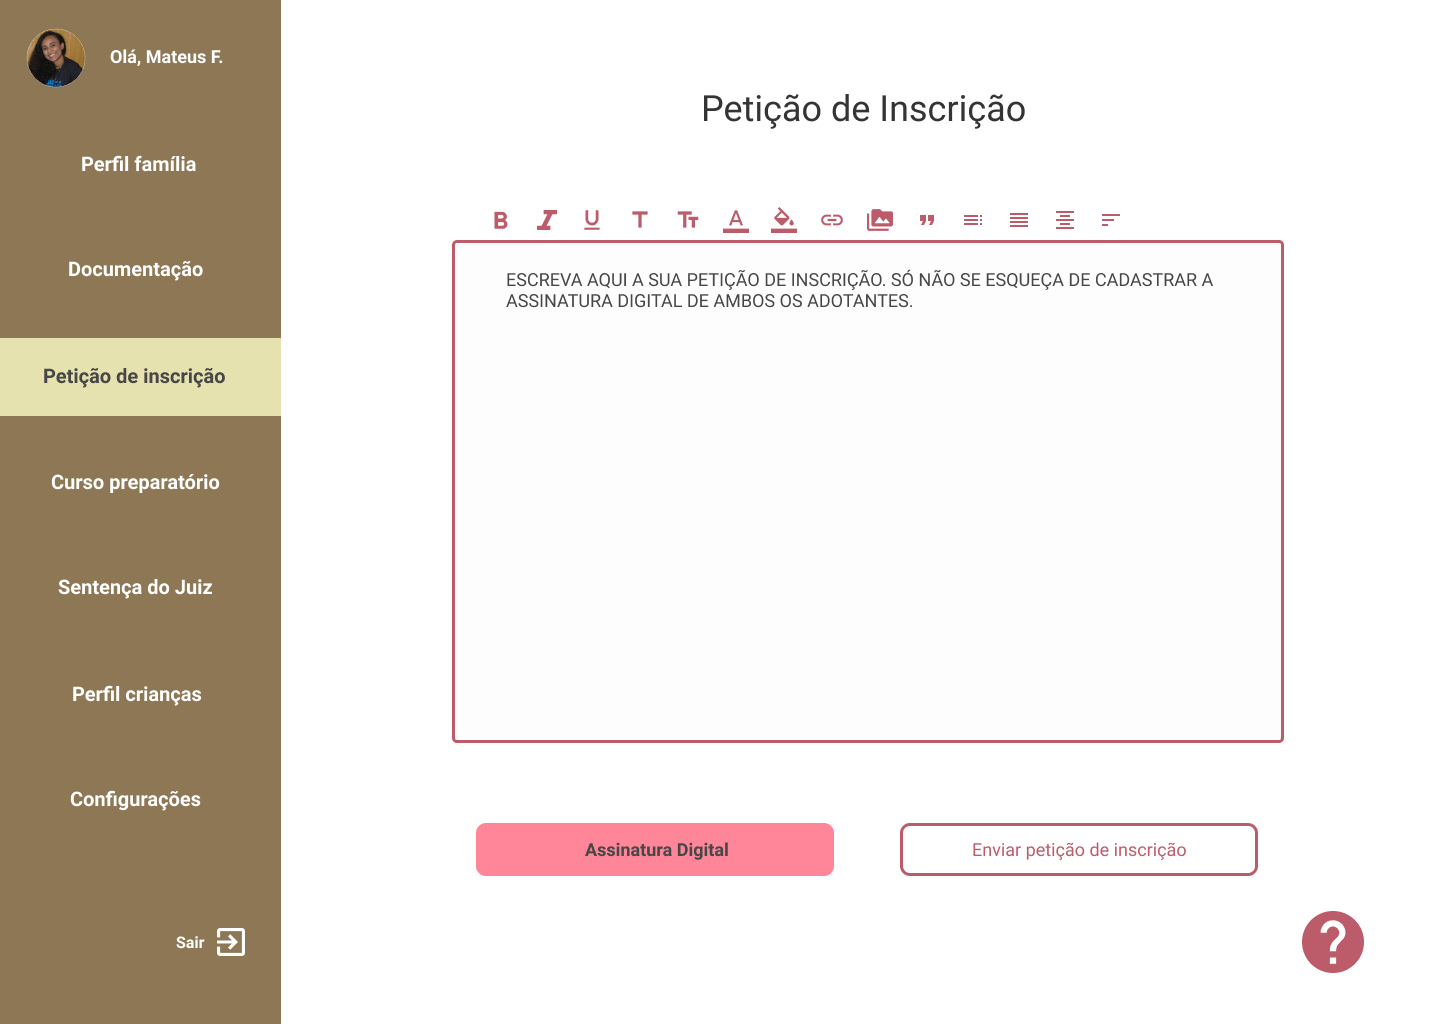 Olá, Mateus F.
Perfil família
Documentação
Petição de inscrição
Curso preparatório
Sentença do Juiz
Perfil crianças
Configurações
Sair
Petição de Inscrição
ESCREVA AQUI A SUA PETIÇÃO DE INSCRIÇÃO. SÓ NÃO SE ESQUEÇA DE CADASTRAR A
ASSINATURA DIGITAL DE AMBOS OS ADOTANTES.
Assinatura Digital
Enviar petição de inscrição